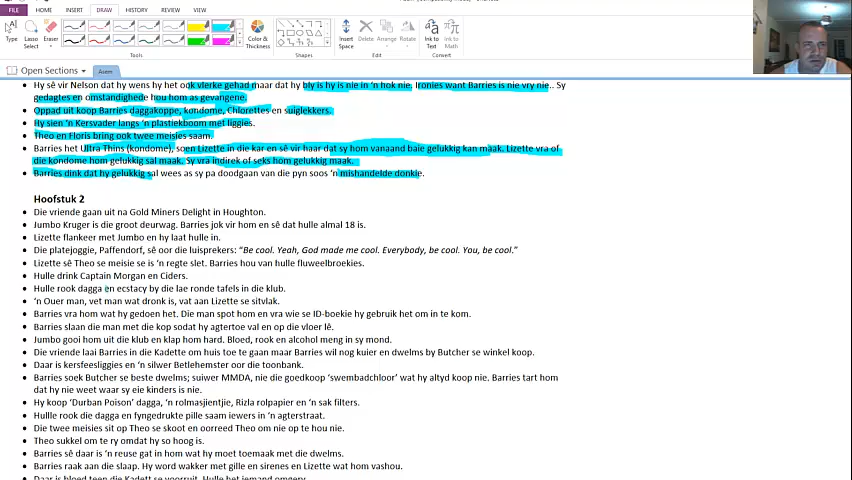 FILE HOME INSERT DRAW HISTORY REVIEW VIEW
Type Lasso Select Eraser Color & Thickness Insert Space Delete Arrange Rotate Ink to Text Ink to Math
Tools Shapes Edit Convert
Open Sections
Hy sê vir Nelson dat hy wens hy het ook vlerke gehad maar dat hy bly is hy is nie in 'n hok nie. Ironies want Barries is nie vry nie.. Sy
gedagtes en omstandighede hou hom as gevangene.
Oppad uit koop Barries daggakoppe, kondome, Chlorettes en suiglekkers.
Hy sien 'n Kersvader langs 'n plastiekboom met liggies.
Theo en Floris bring ook twee meisies saam.
Barries het Ultra Thins (kondome), soen Lizette in die kar en sê vir haar dat sy hom vanaand baie gelukkig kan maak. Lizette vra of
die kondome hom gelukkig sal maak. Sy vra indirek of seks hom gelukkig maak.
Barries dink dat hy gelukkig sal wees as sy pa doodgaan van die pyn soos 'n mishandelde donkie.
Hoofstuk 2
Die vriende gaan uit na Gold Miners Delight in Houghton.
Jumbo Kruger is die groot deurwag. Barries jok vir hom en sê dat hulle almal 18 is.
Lizette flankeer met Jumbo en hy laat hulle in.
Die platejoggie, Paffendorf, sê oor die luisprekers: "Be cool. Yeah, God made me cool. Everybody, be cool. You, be cool."
Lizette sê Theo se meisie se is 'n regte slet. Barries hou van hulle fluweelbroekies.
Hulle drink Captain Morgan en Ciders.
Hulle rook dagga en ecstacy by die lae ronde tafels in die klub.
'n Ouer man, vet man wat dronk is, vat aan Lizette se sitvlak.
Barries vra hom wat hy gedoen het. Die man spot hom en vra wie se ID-boekie hy gebruik het om in te kom.
Barries slaan die man met die kop sodat hy agtertoe val en op die vloer lê.
Jumbo gooi hom uit die klub en klap hom hard. Bloed, rook en alcohol meng in sy mond.
Die vriende laai Barries in die Kadette om huis toe te gaan maar Barries wil nog kuier en dwelms by Butcher se winkel koop.
Daar is kersfeesliggies en 'n silwer Betlehemster oor die toonbank.
Barries soek Butcher se beste dwelms; suiwer MMDA, nie die goedkoop 'swembadchloor' wat hy altyd koop nie. Barries tart hom
dat hy nie weet waar sy eie kinders is nie.
Hy koop 'Durban Poison' dagga, 'n rolmasjientjie, Rizla rolpapier en 'n sak filters.
Hullle rook die dagga en fyngedrukte pille saam iewers in 'n agterstraat.
Die twee meisies sit op Theo se skoot en oorreed Theo om nie op te hou nie.
Theo sukkel om te ry omdat hy so hoog is.
Barries sê daar is 'n reuse gat in hom wat hy moet toemaak met die dwelms.
Barries raak aan die slaap. Hy word wakker met gille en sirenes en Lizette wat hom vashou.
Daar is bloed teen die Kadett se voorruit. Hulle het iemand omgery.